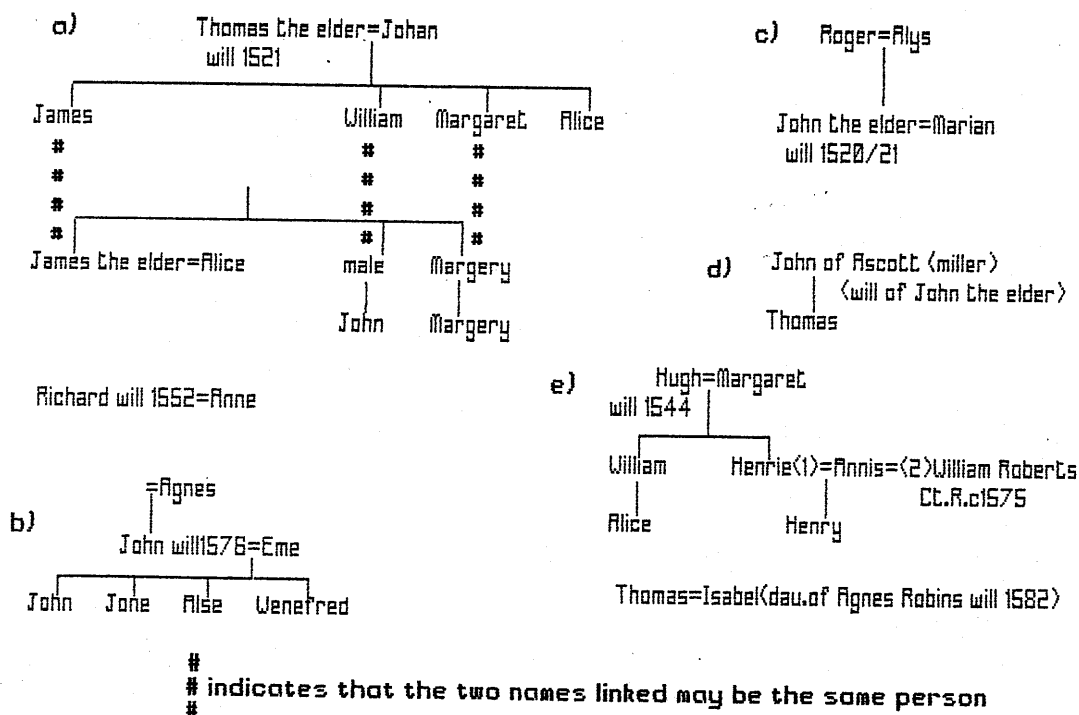 a)
Thomas the elder=Johan
will 1521
James William Margaret Alice
# # #
# # #
# # #
# # #
James the elder=Alice male Margery
John Margery
Richard will 1552=Anne
b)
=Agnes
John will1576=Eme
John Jone Alse Wenefred
c)
Roger=Alys
John the elder=Marian
will 1520/21
d)
John of Ascott (miller)
(will of John the elder)
Thomas
e)
Hugh=Margaret
will 1544
William Henrie(1)=Annis=(2)William Roberts
Ct.R.c1575
Alice Henry
Thomas=Isabel(dau.of Agnes Robins will 1582)
#
# indicates that the two names linked may be the same person
#